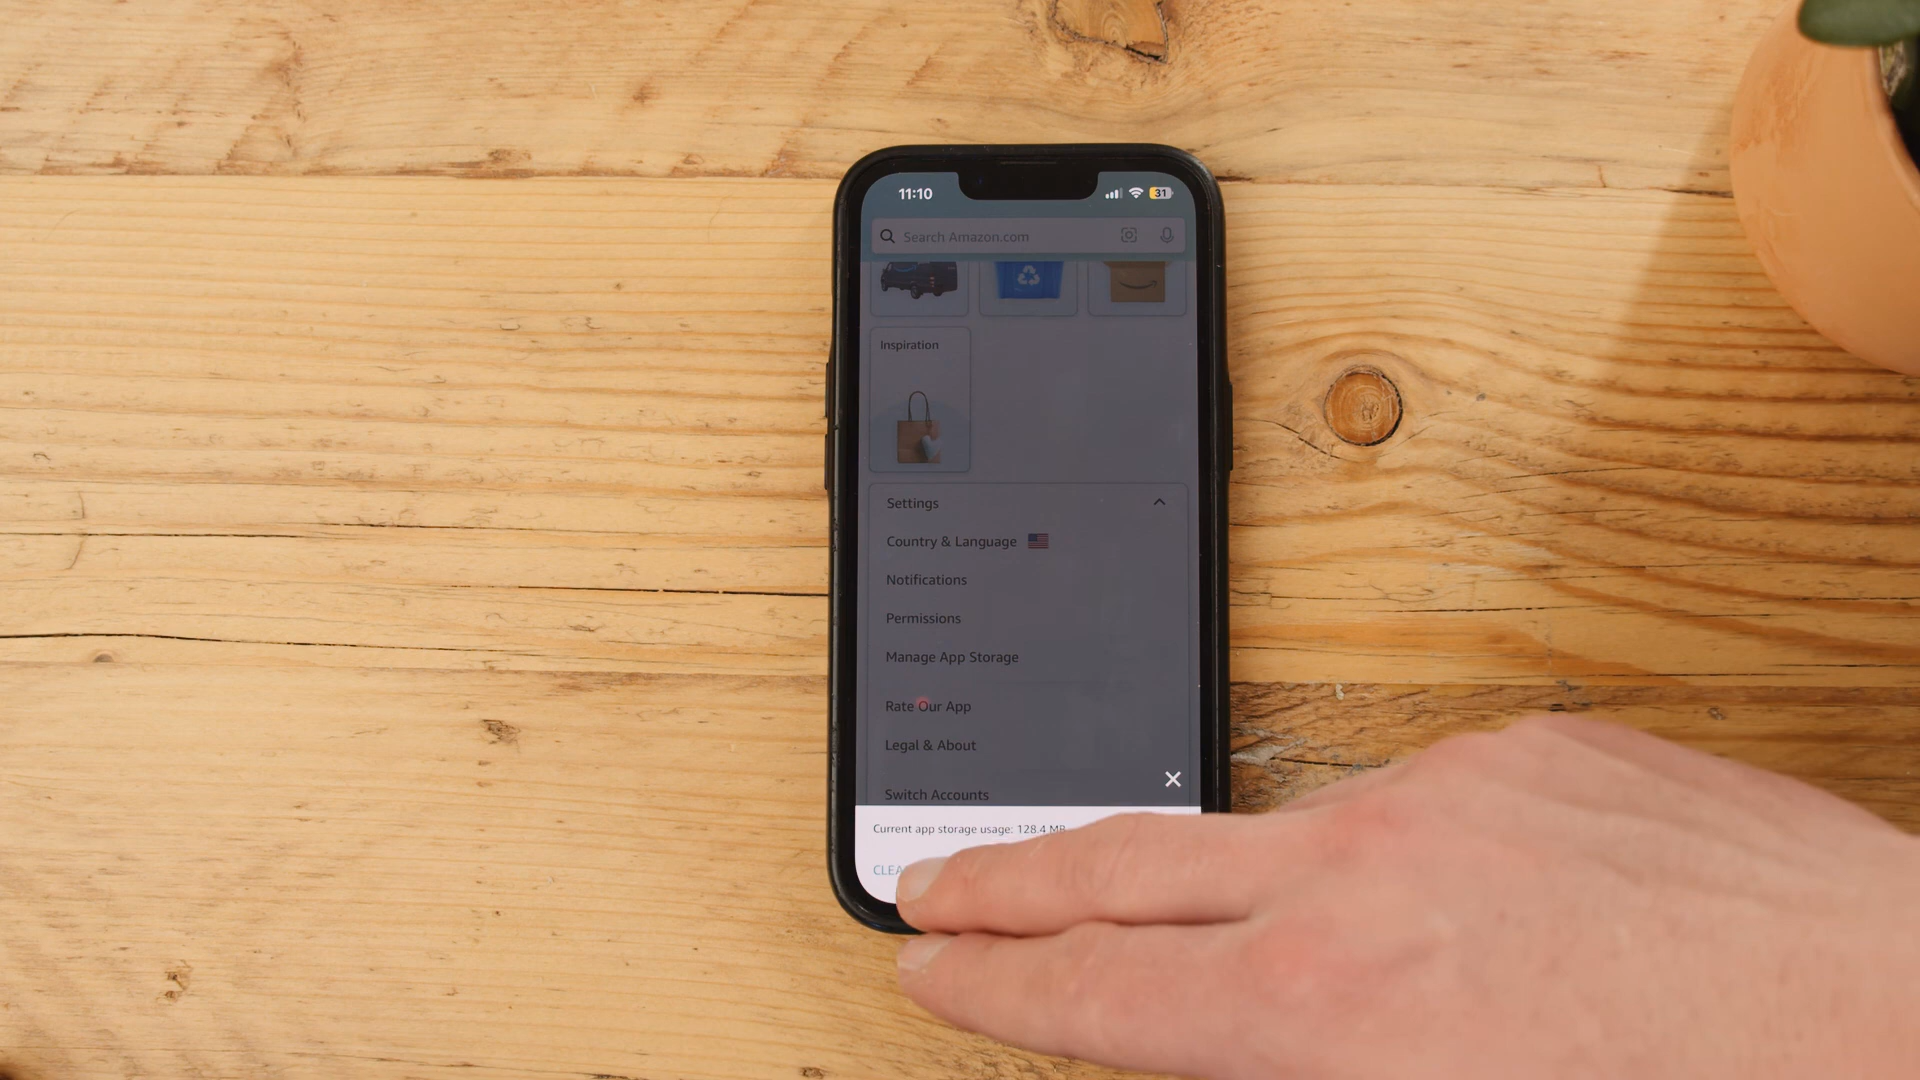 11:10
31
Search Amazon.com
Inspiration
Settings
Country & Language
Notifications
Permissions
Manage App Storage
Rate Our App
Legal & About
Switch Accounts
Current app storage usage: 128.4 MB